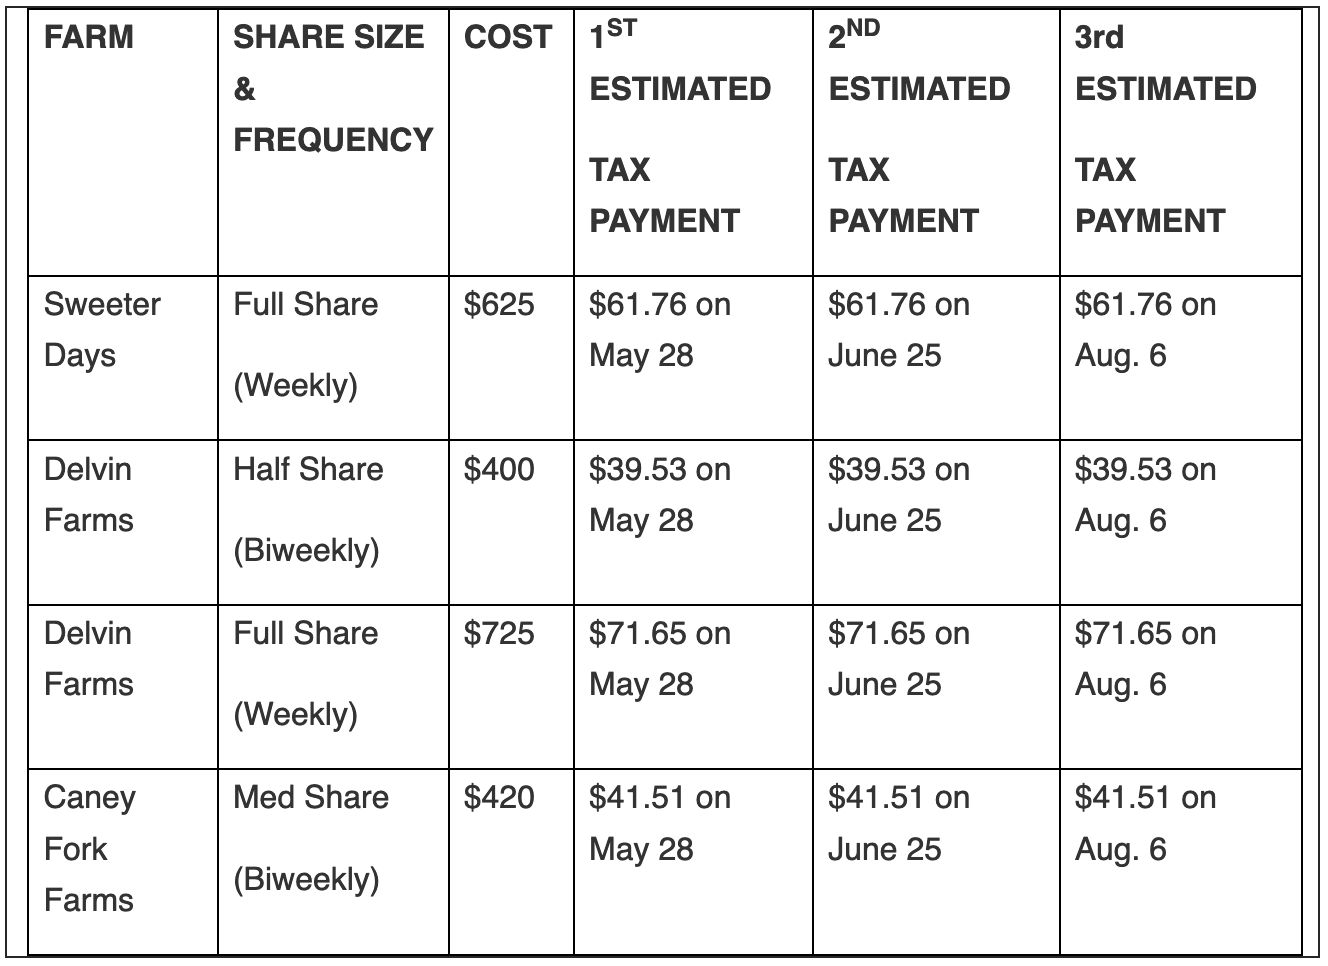 FARM
SHARE SIZE
&
FREQUENCY
COST
1ST
ESTIMATED
TAX
PAYMENT
2ND
ESTIMATED
TAX
PAYMENT
3rd
ESTIMATED
TAX
PAYMENT
Sweeter
Days
Full Share
(Weekly)
$625
$61.76 on
May 28
$61.76 on
June 25
$61.76 on
Aug. 6
Delvin
Farms
Half Share
(Biweekly)
$400
$39.53 on
May 28
$39.53 on
June 25
$39.53 on
Aug. 6
Delvin
Farms
Full Share
(Weekly)
$725
$71.65 on
May 28
$71.65 on
June 25
$71.65 on
Aug. 6
Caney
Fork
Farms
Med Share
(Biweekly)
$420
$41.51 on
May 28
$41.51 on
June 25
$41.51 on
Aug. 6